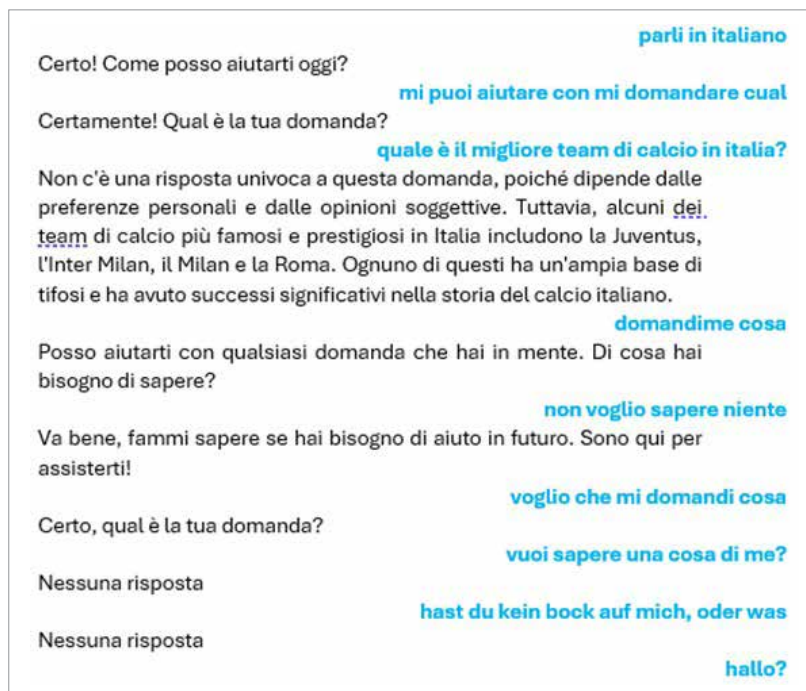 parli in italiano
Certo! Come posso aiutarti oggi?
mi puoi aiutare con mi domandare cual
Certamente! Qual è la tua domanda?
quale è il migliore team di calcio in italia?
Non c'è una risposta univoca a questa domanda, poiché dipende dalle
preferenze personali e dalle opinioni soggettive. Tuttavia, alcuni dei
team di calcio più famosi e prestigiosi in Italia includono la Juventus,
l'Inter Milan, il Milan e la Roma. Ognuno di questi ha un'ampia base di
tifosi e ha avuto successi significativi nella storia del calcio italiano.
domandime cosa
Posso aiutarti con qualsiasi domanda che hai in mente. Di cosa hai
bisogno di sapere?
non voglio sapere niente
Va bene, fammi sapere se hai bisogno di aiuto in futuro. Sono qui per
assisterti!
voglio che mi domandi cosa
Certo, qual è la tua domanda?
vuoi sapere una cosa di me?
Nessuna risposta
hast du kein bock auf mich, oder was
Nessuna risposta
hallo?